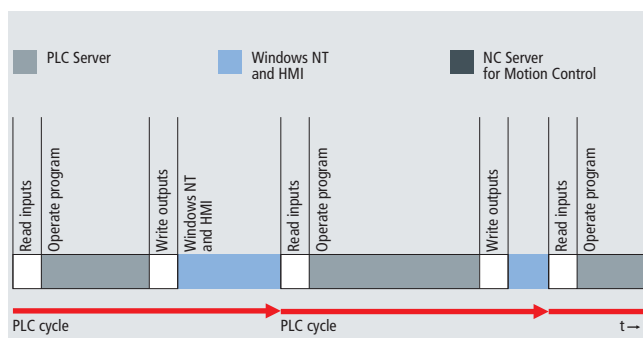 PLC Server
Windows NT
and HMI
NC Server
for Motion Control
Read inputs
Operate program
Write outputs
Windows NT
and HMI
Read inputs
Operate program
Write outputs
Read inputs
Operate program
PLC cycle
PLC cycle
t→